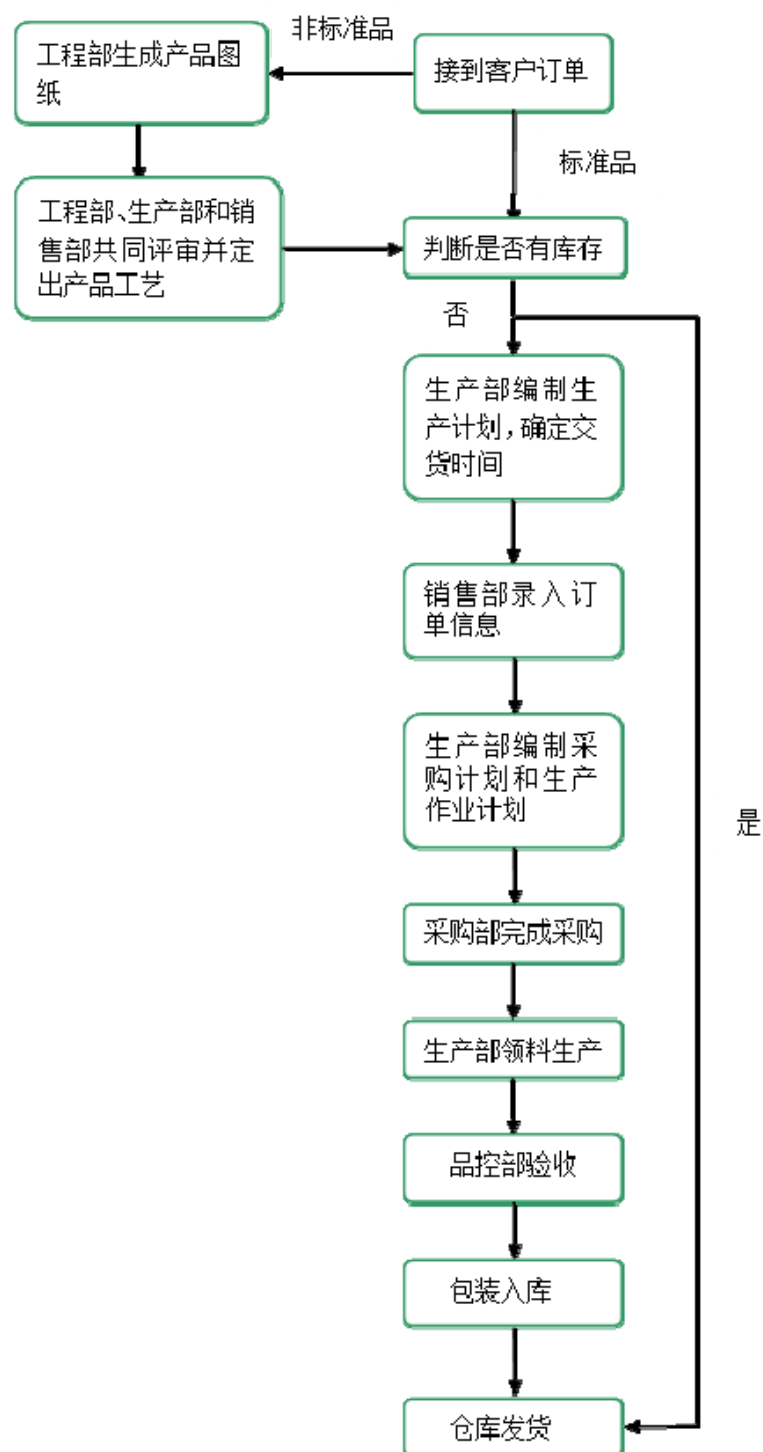 非标准品
工程部生成产品图
纸
接到客户订单
标准品
工程部、生产部和销
售部共同评审并定
出产品工艺
判断是否有库存
否
生产部编制生
产计划，确定交
货时间
销售部录入订
单信息
生产部编制采
购计划和生产
作业计划
是
采购部完成采购
生产部领料生产
品控部验收
包装入库
仓库发货